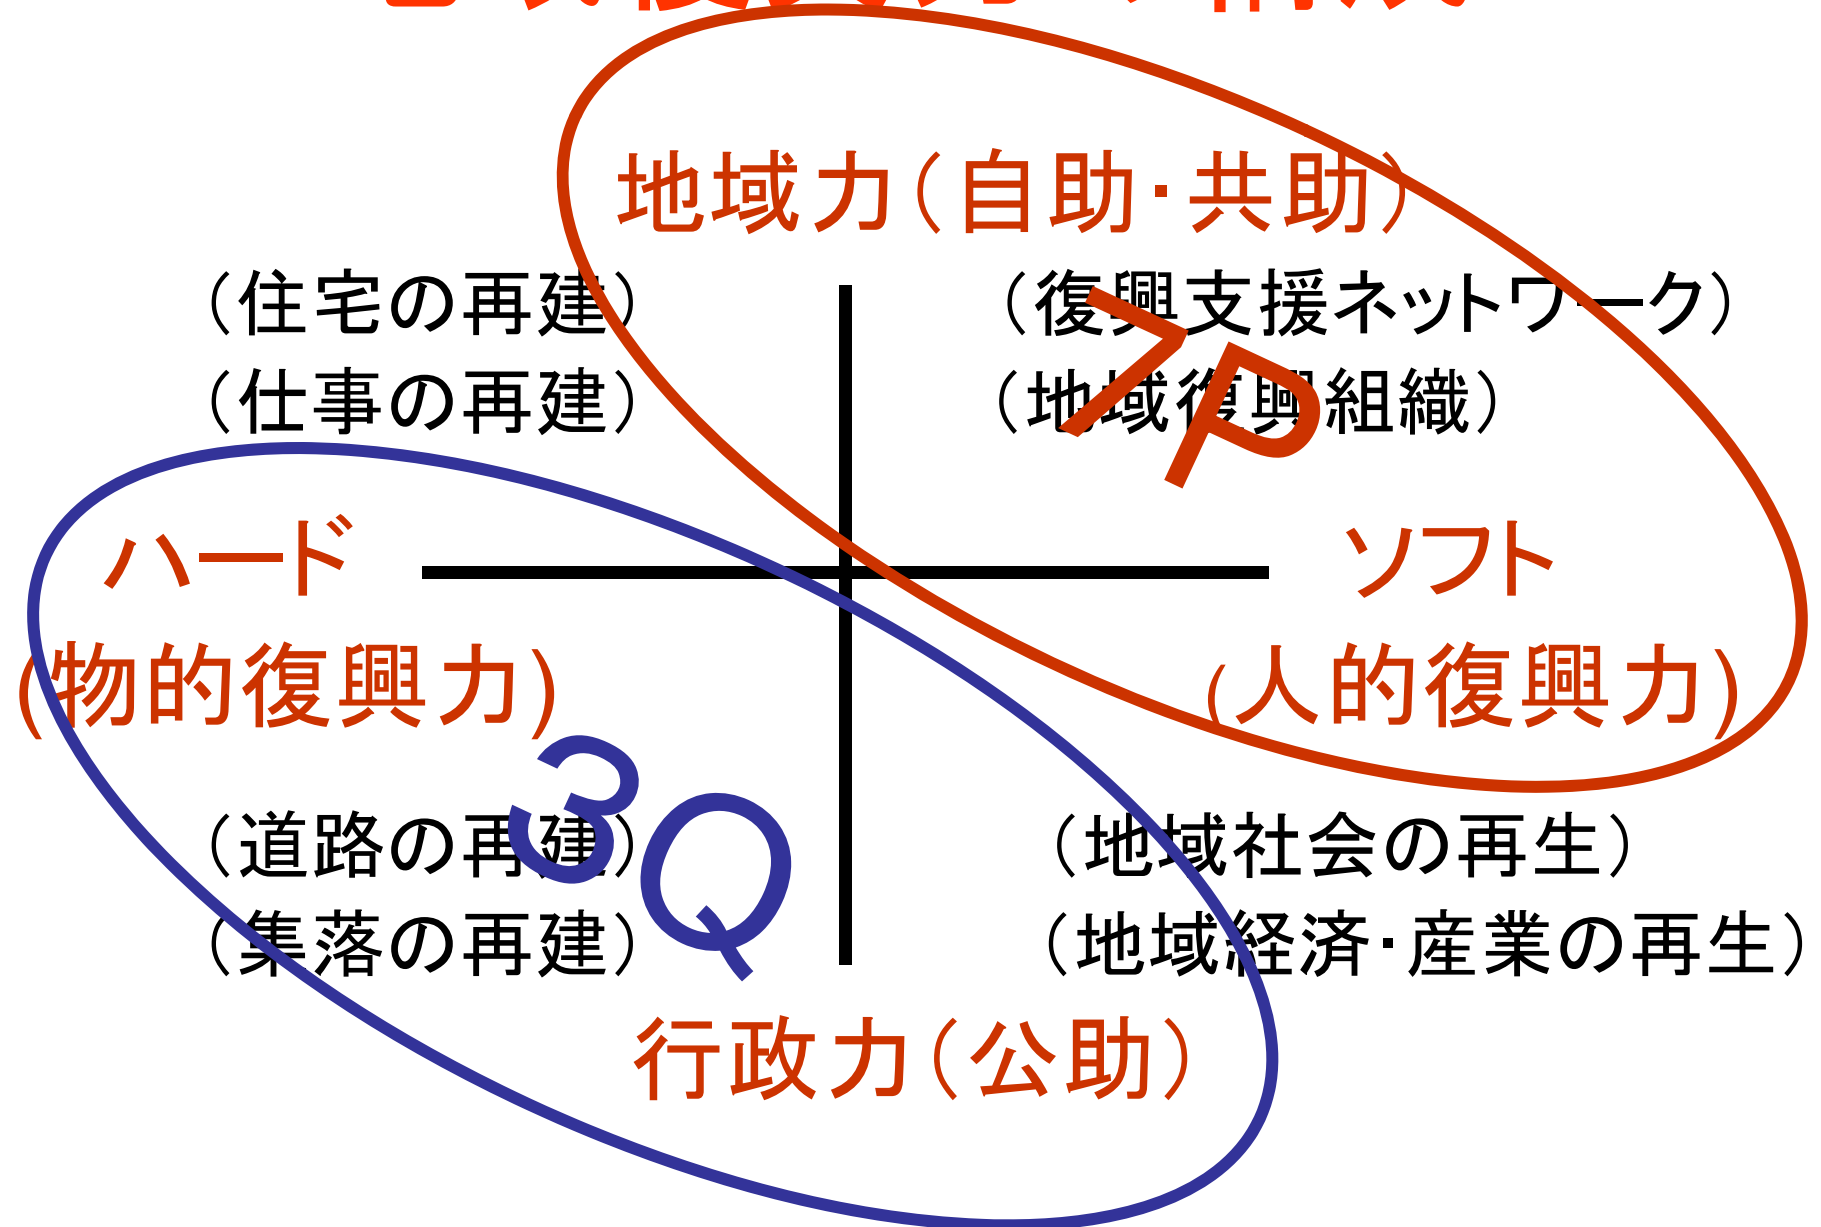 地域力（自助・共助）
（住宅の再建）
（復興支援ネットワーク）
（仕事の再建）
（地域復興組織）
7P
ハード
ソフト
(物的復興力)
(人的復興力)
3Q
（道路の再建）
（地域社会の再生）
（集落の再建）
（地域経済・産業の再生）
行政力（公助）